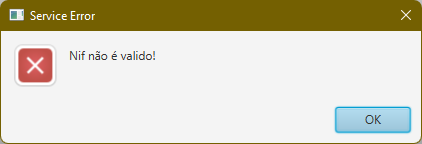 Service Error
Nif não é valido!
OK